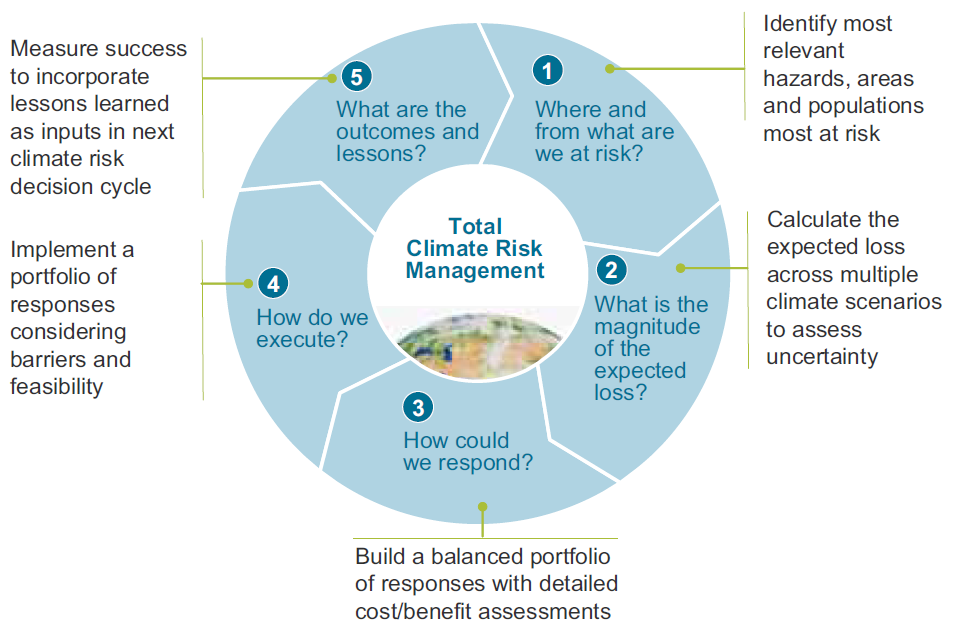 Total
Climate Risk
Management
1
Where and
from what are
we at risk?
Identify most
relevant
hazards, areas
and populations
most at risk
2
What is the
magnitude
of the
expected
loss?
Calculate the
expected loss
across multiple
climate scenarios
to assess
uncertainty
3
How could
we respond?
Build a balanced portfolio
of responses with detailed
cost/benefit assessments
4
How do we
execute?
Implement a
portfolio of
responses
considering
barriers and
feasibility
5
What are the
outcomes and
lessons?
Measure success
to incorporate
lessons learned
as inputs in next
climate risk
decision cycle